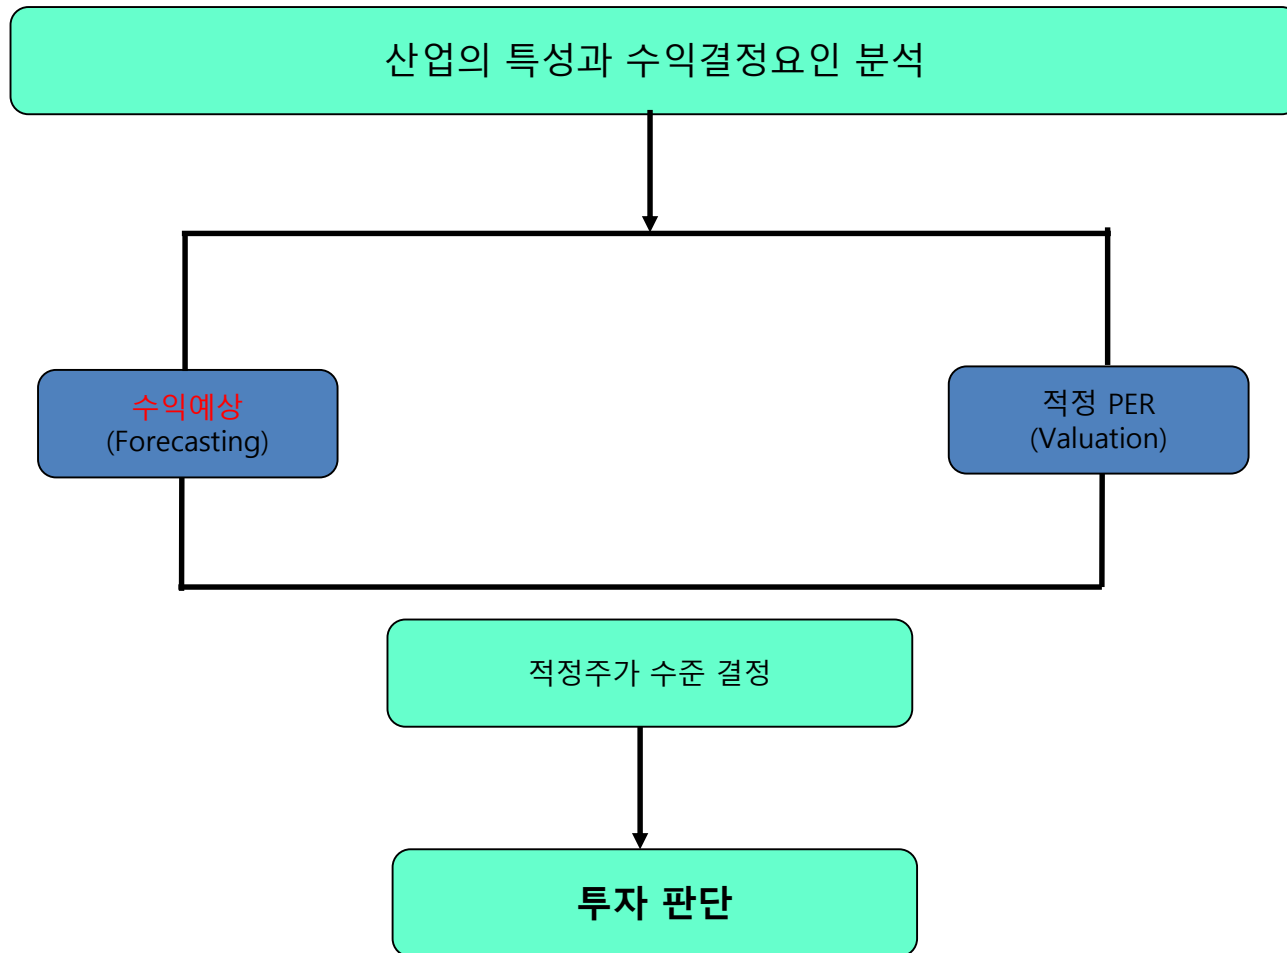 산업의 특성과 수익결정요인 분석
수익예상
(Forecasting)
적정 PER
(Valuation)
적정주가 수준 결정
투자 판단